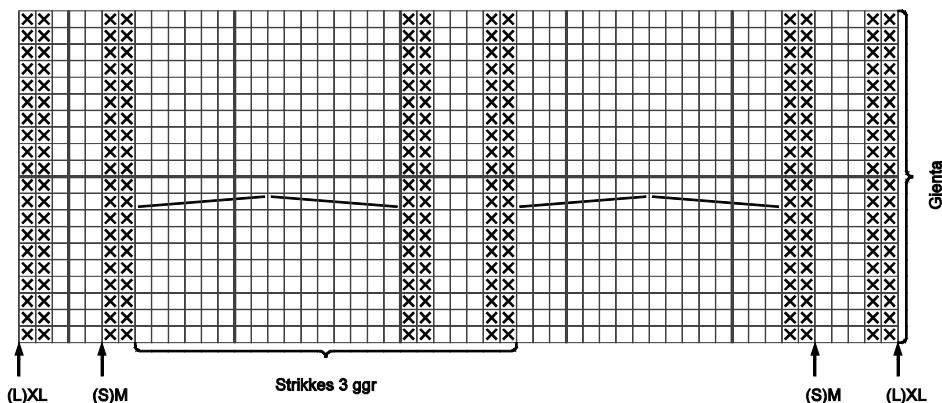 Gjenta
Strikkes 3 ggr
(L)XL
(S)M
(S)M
(L)XL